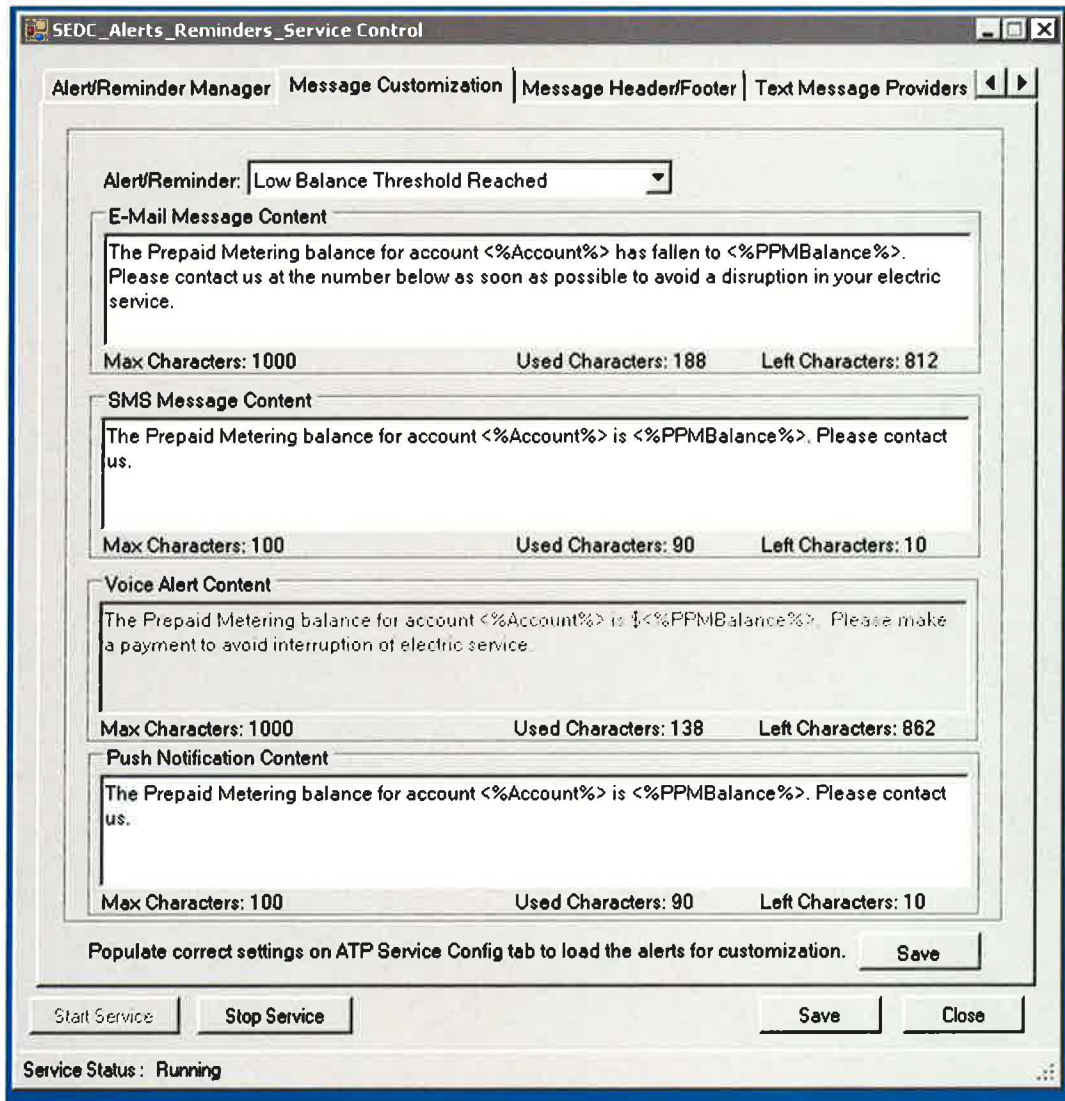 SEDC_Alerts_Reminders_Service Control
Alert/Reminder Manager Message Customization Message Header/Footer Text Message Providers
Alert/Reminder: Low Balance Threshold Reached
E-Mail Message Content
The Prepaid Metering balance for account <%Account%> has fallen to <%PPMBalance%>.
Please contact us at the number below as soon as possible to avoid a disruption in your electric
service.
Max Characters: 1000 Used Characters: 188 Left Characters: 812
SMS Message Content
The Prepaid Metering balance for account <%Account%> is <%PPMBalance%>. Please contact
us.
Max Characters: 100 Used Characters: 90 Left Characters: 10
Voice Alert Content
The Prepaid Metering balance for account <%Account%> is $<%PPMBalance%>. Please make
a payment to avoid interruption of electric service.
Max Characters: 1000 Used Characters: 138 Left Characters: 862
Push Notification Content
The Prepaid Metering balance for account <%Account%> is <%PPMBalance%>. Please contact
us.
Max Characters: 100 Used Characters: 90 Left Characters: 10
Populate correct settings on ATP Service Config tab to load the alerts for customization. Save
Start Service Stop Service Save Close
Service Status : Running